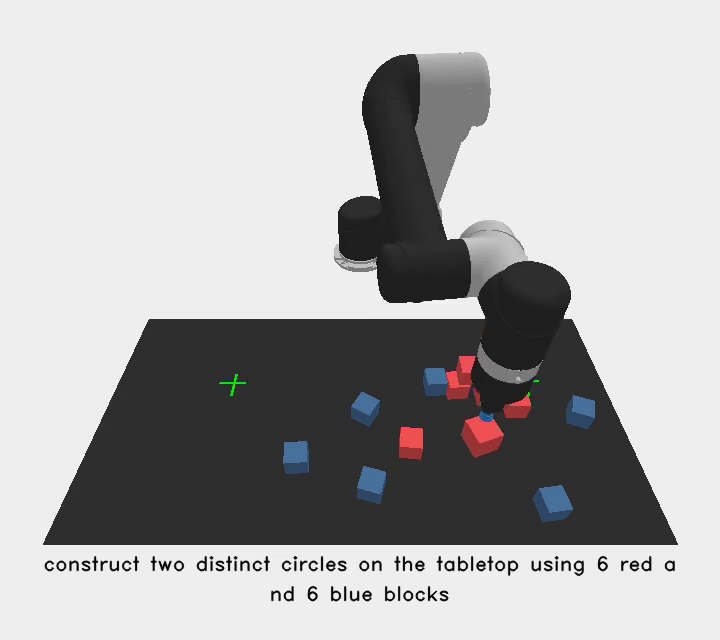 construct two distinct circles on the tabletop using 6 red a
nd 6 blue blocks